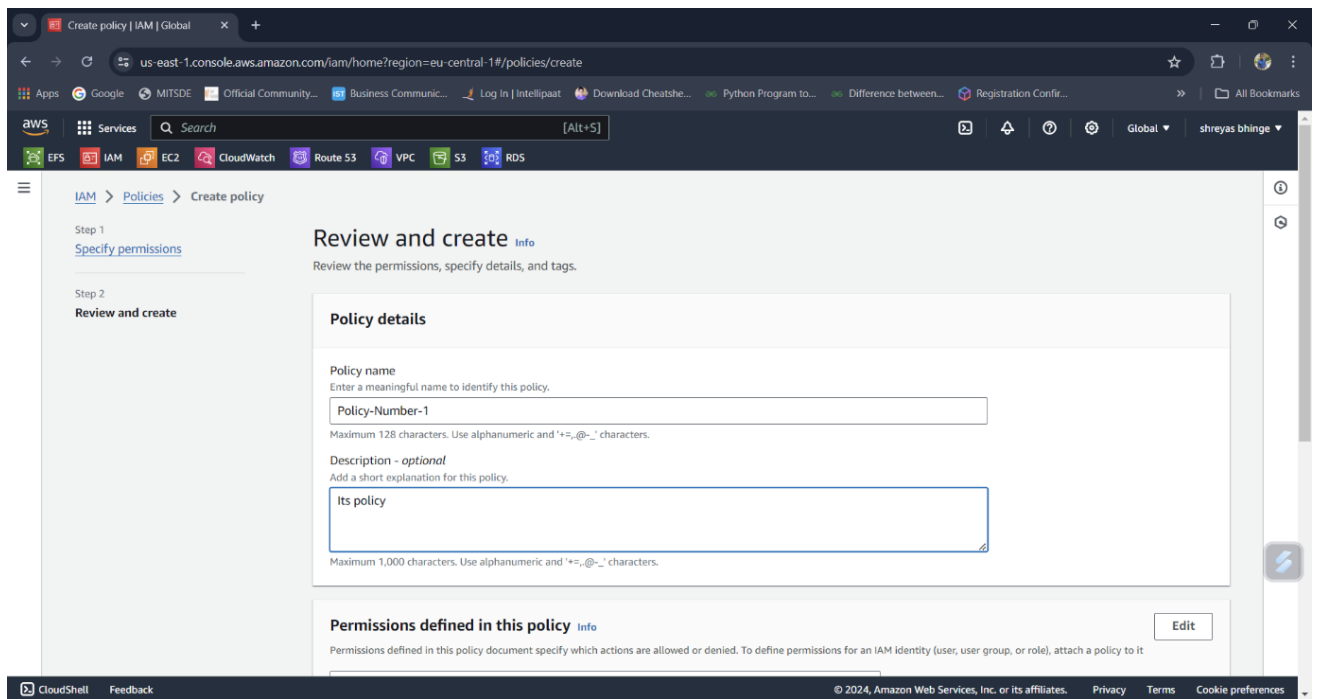 Create policy | IAM | Global
us-east-1.console.aws.amazon.com/iam/home?region=eu-central-1#/policies/create
Apps Google MITSDE Official Community... IST Business Communic... Log In | Intellipaat Download Cheatshe... Python Program to... Difference between... Registration Confir... » All Bookmarks
aws Services Search [Alt+S] Global ▼ shreyas bhinge ▼
EFS IAM EC2 CloudWatch Route 53 VPC S3 RDS
IAM > Policies > Create policy
Step 1
Specify permissions
Step 2
Review and create
Review and create Info
Review the permissions, specify details, and tags.
Policy details
Policy name
Enter a meaningful name to identify this policy.
Policy-Number-1
Maximum 128 characters. Use alphanumeric and '+=,.@-_' characters.
Description - optional
Add a short explanation for this policy.
Its policy
Maximum 1,000 characters. Use alphanumeric and '+=,.@-_' characters.
Permissions defined in this policy Info
Edit
Permissions defined in this policy document specify which actions are allowed or denied. To define permissions for an IAM identity (user, user group, or role), attach a policy to it
CloudShell Feedback © 2024, Amazon Web Services, Inc. or its affiliates. Privacy Terms Cookie preferences